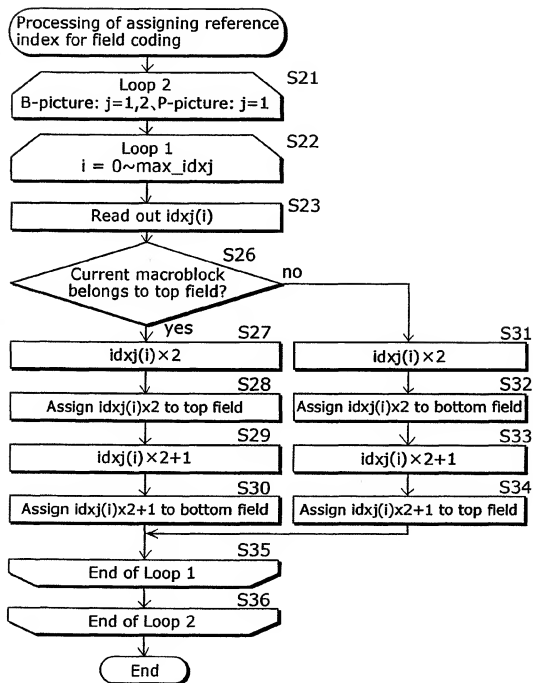 Processing of assigning reference
index for field coding
S21
Loop 2
B-picture: j=1,2、P-picture: j=1
S22
Loop 1
i = 0~max_idxj
S23
Read out idxj(i)
S26
Current macroblock
belongs to top field?
no
yes
S27
idxj(i)×2
S28
Assign idxj(i)x2 to top field
S29
idxj(i)×2+1
S30
Assign idxj(i)x2+1 to bottom field
S31
idxj(i)×2
S32
Assign idxj(i)x2 to bottom field
S33
idxj(i)×2+1
S34
Assign idxj(i)x2+1 to top field
S35
End of Loop 1
S36
End of Loop 2
End